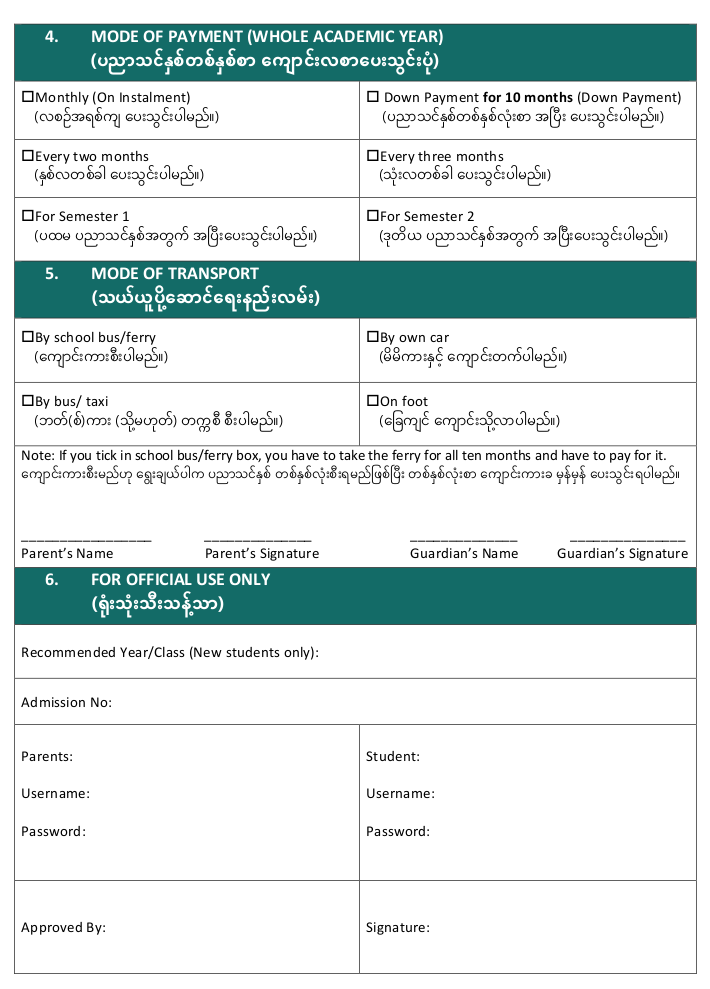 4. MODE OF PAYMENT (WHOLE ACADEMIC YEAR)
(ပညာသင်နှစ်တစ်နှစ်စာ ကျောင်းလစာပေးသွင်းပုံ)
☐Monthly (On Instalment)
(လစဉ်အရစ်ကျ ပေးသွင်းပါမည်။)
☐ Down Payment for 10 months (Down Payment)
(ပညာသင်နှစ်တစ်နှစ်လုံးစာ အပြီး ပေးသွင်းပါမည်။)
☐Every two months
(နှစ်လတစ်ခါ ပေးသွင်းပါမည်။)
☐Every three months
(သုံးလတစ်ခါ ပေးသွင်းပါမည်။)
☐For Semester 1
(ပထမ ပညာသင်နှစ်အတွက် အပြီးပေးသွင်းပါမည်။)
☐For Semester 2
(ဒုတိယ ပညာသင်နှစ်အတွက် အပြီးပေးသွင်းပါမည်။)
5. MODE OF TRANSPORT
(သယ်ယူပို့ဆောင်ရေးနည်းလမ်း)
☐By school bus/ferry
(ကျောင်းကားစီးပါမည်။)
☐By own car
(မိမိကားနှင့် ကျောင်းတက်ပါမည်။)
☐By bus/ taxi
(ဘတ်(စ်)ကား (သို့မဟုတ်) တက္ကစီ စီးပါမည်။)
☐On foot
(ခြေကျင် ကျောင်းသို့လာပါမည်။)
Note: If you tick in school bus/ferry box, you have to take the ferry for all ten months and have to pay for it.
ကျောင်းကားစီးမည်ဟု ရွေးချယ်ပါက ပညာသင်နှစ် တစ်နှစ်လုံးစီးရမည်ဖြစ်ပြီး တစ်နှစ်လုံးစာ ကျောင်းကားခ မှန်မှန် ပေးသွင်းရပါမည်။
Parent’s Name Parent’s Signature Guardian’s Name Guardian’s Signature
6. FOR OFFICIAL USE ONLY
(ရုံးသုံးသီးသန့်သာ)
Recommended Year/Class (New students only):
Admission No:
Parents:
Username:
Password:
Student:
Username:
Password:
Approved By:
Signature: